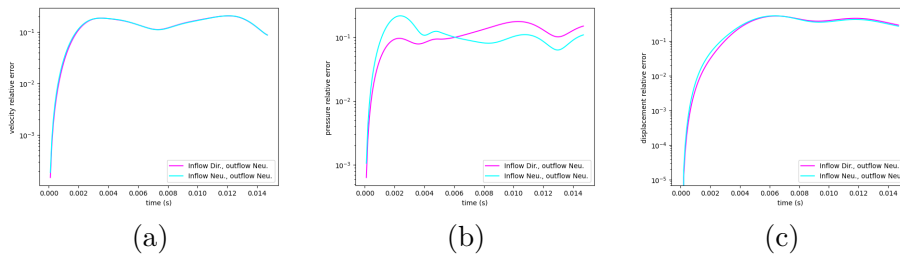 velocity relative error
10⁻¹
10⁻²
10⁻³
0.000 0.002 0.004 0.006 0.008 0.010 0.012 0.014
time (s)
Inflow Dir., outflow Neu.
Inflow Neu., outflow Neu.
(a)
pressure relative error
10⁻¹
10⁻²
10⁻³
0.000 0.002 0.004 0.006 0.008 0.010 0.012 0.014
time (s)
Inflow Dir., outflow Neu.
Inflow Neu., outflow Neu.
(b)
displacement relative error
10⁻¹
10⁻²
10⁻³
10⁻⁴
10⁻⁵
0.000 0.002 0.004 0.006 0.008 0.010 0.012 0.014
time (s)
Inflow Dir., outflow Neu.
Inflow Neu., outflow Neu.
(c)